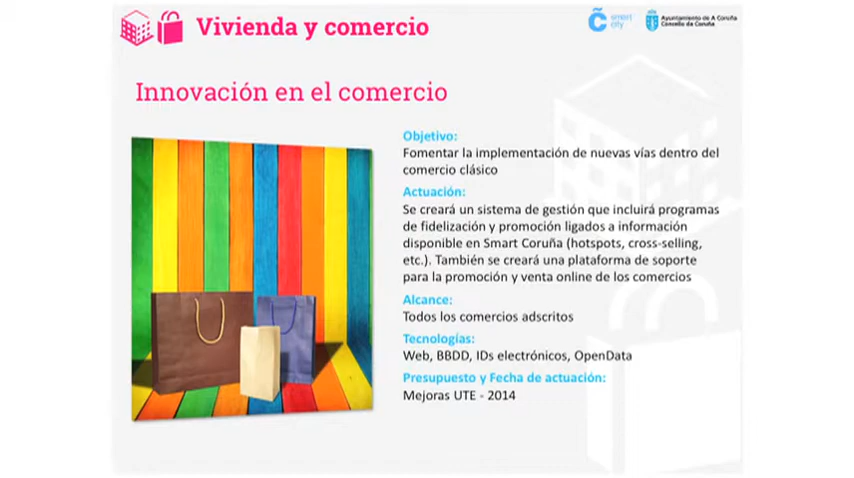 Vivienda y comercio
smart
city
Ayuntamiento de A Coruña
Concello da Coruña
Innovación en el comercio
Objetivo:
Fomentar la implementación de nuevas vías dentro del
comercio clásico
Actuación:
Se creará un sistema de gestión que incluirá programas
de fidelización y promoción ligados a información
disponible en Smart Coruña (hotspots, cross-selling,
etc.). También se creará una plataforma de soporte
para la promoción y venta online de los comercios
Alcance:
Todos los comercios adscritos
Tecnologías:
Web, BBDD, IDs electrónicos, OpenData
Presupuesto y Fecha de actuación:
Mejoras UTE - 2014